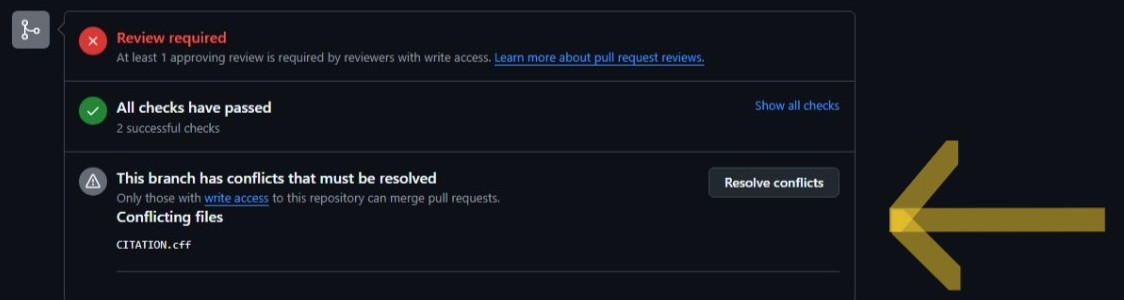 Review required
At least 1 approving review is required by reviewers with write access. Learn more about pull request reviews.
All checks have passed
Show all checks
2 successful checks
This branch has conflicts that must be resolved
Resolve conflicts
Only those with write access to this repository can merge pull requests.
Conflicting files
CITATION.cff